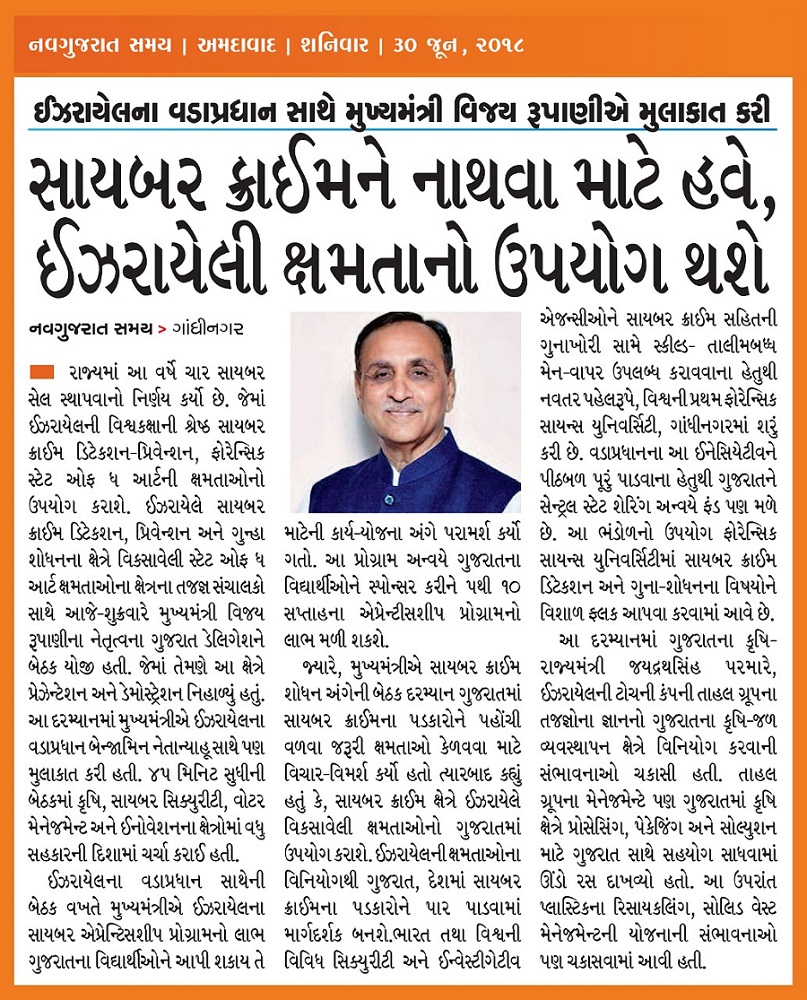 નવગુજરાત સમય | અમદાવાદ | શનિવાર | 30 જૂન, ૨૦૧૮
ઈઝરાયેલના વડાપ્રધાન સાથે મુખ્યમંત્રી વિજય રૂપાણીએ મુલાકાત કરી
સાયબર ક્રાઈમને નાથવા માટે હવે,
ઈઝરાયેલી ક્ષમતાનો ઉપયોગ થશે
નવગુજરાત સમય > ગાંધીનગર
રાજ્યમાં આ વર્ષે ચાર સાયબર
સેલ સ્થાપવાનો નિર્ણય કર્યો છે. જેમાં
ઈઝરાયેલની વિશ્વકક્ષાની શ્રેષ્ઠ સાયબર
ક્રાઈમ ડિટેકશન-પ્રિવેન્શન, ફોરેન્સિક
સ્ટેટ ઓફ ધ આર્ટની ક્ષમતાઓનો
ઉપયોગ કરાશે. ઈઝરાયેલે સાયબર
ક્રાઈમ ડિટેક્શન, પ્રિવેન્શન અને ગુન્હા
શોધનના ક્ષેત્રે વિકસાવેલી સ્ટેટ ઓફ ધ
આર્ટ ક્ષમતાઓના ક્ષેત્રના તજજ્ઞ સંચાલકો
સાથે આજે-શુક્રવારે મુખ્યમંત્રી વિજય
રૂપાણીના નેતૃત્વના ગુજરાત ડેલિગેશને
બેઠક યોજી હતી. જેમાં તેમણે આ ક્ષેત્રે
પ્રેઝેન્ટેશન અને ડેમોસ્ટ્રેશન નિહાળ્યું હતું.
આ દરમ્યાનમાં મુખ્યમંત્રીએ ઈઝરાયેલના
વડાપ્રધાન બેન્જામિન નેતાન્યાહૂ સાથે પણ
મુલાકાત કરી હતી. ૪૫ મિનિટ સુધીની
બેઠકમાં કૃષિ, સાયબર સિક્યુરીટી, વોટર
મેનેજમેન્ટ અને ઈનોવેશનના ક્ષેત્રોમાં વધુ
સહકારની દિશામાં ચર્ચા કરાઈ હતી.
ઈઝરાયેલના વડાપ્રધાન સાથેની
બેઠક વખતે મુખ્યમંત્રીએ ઈઝરાયેલના
સાયબર એપ્રેન્ટિસશીપ પ્રોગ્રામનો લાભ
ગુજરાતના વિદ્યાર્થીઓને આપી શકાય તે
માટેની કાર્ય-યોજના અંગે પરામર્શ કર્યો
ગતો. આ પ્રોગ્રામ અન્વયે ગુજરાતના
વિદ્યાર્થીઓને સ્પોન્સર કરીને ૫થી ૧૦
સપ્તાહના એપ્રેન્ટીસશીપ પ્રોગ્રામનો
લાભ મળી શકશે.
જ્યારે, મુખ્યમંત્રીએ સાયબર ક્રાઈમ
શોધન અંગેની બેઠક દરમ્યાન ગુજરાતમાં
સાયબર ક્રાઈમના પડકારોને પહોંચી
વળવા જરૂરી ક્ષમતાઓ કેળવવા માટે
વિચાર-વિમર્શ કર્યો હતો ત્યારબાદ કહ્યું
હતું કે, સાયબર ક્રાઈમ ક્ષેત્રે ઈઝરાયેલે
વિકસાવેલી ક્ષમતાઓનો ગુજરાતમાં
ઉપયોગ કરાશે. ઈઝરાયેલની ક્ષમતાઓના
વિનિયોગથી ગુજરાત, દેશમાં સાયબર
ક્રાઈમના પડકારોને પાર પાડવામાં
માર્ગદર્શક બનશે.ભારત તથા વિશ્વની
વિવિધ સિક્યુરીટી અને ઈન્વેસ્ટીગેટીવ
એજન્સીઓને સાયબર ક્રાઈમ સહિતની
ગુનાખોરી સામે સ્કીલ્ડ- તાલીમબધ્ધ
મેન-વાપર ઉપલબ્ધ કરાવવાના હેતુથી
નવતર પહેલરૂપે, વિશ્વની પ્રથમ ફોરેન્સિક
સાયન્સ યુનિવર્સિટી, ગાંધીનગરમાં શરું
કરી છે. વડાપ્રધાનના આ ઈનેસિયેટીવને
પીઠબળ પૂરું પાડવાના હેતુથી ગુજરાતને
સેન્ટ્રલ સ્ટેટ શેરિંગ અન્વયે ફંડ પણ મળે
છે. આ ભંડોળનો ઉપયોગ ફોરેન્સિક
સાયન્સ યુનિવર્સિટીમાં સાયબર ક્રાઈમ
ડિટેકશન અને ગુના-શોધનના વિષયોને
વિશાળ ફલક આપવા કરવામાં આવે છે.
આ દરમ્યાનમાં ગુજરાતના કૃષિ-
રાજ્યમંત્રી જયદ્રથસિંહ પરમારે,
ઈઝરાયેલની ટોચની કંપની તાહલ ગ્રૂપના
તજજ્ઞોના જ્ઞાનનો ગુજરાતના કૃષિ-જળ
વ્યવસ્થાપન ક્ષેત્રે વિનિયોગ કરવાની
સંભાવનાઓ ચકાસી હતી. તાહલ
ગ્રૂપના મેનેજમેન્ટે પણ ગુજરાતમાં કૃષિ
ક્ષેત્રે પ્રોસેસિંગ, પેકેજિંગ અને સોલ્યુશન
માટે ગુજરાત સાથે સહયોગ સાધવામાં
ઊંડો રસ દાખવ્યો હતો. આ ઉપરાંત
પ્લાસ્ટિકના રિસાયકલિંગ, સોલિડ વેસ્ટ
મેનેજમેન્ટની યોજનાની સંભાવનાઓ
પણ ચકાસવામાં આવી હતી.